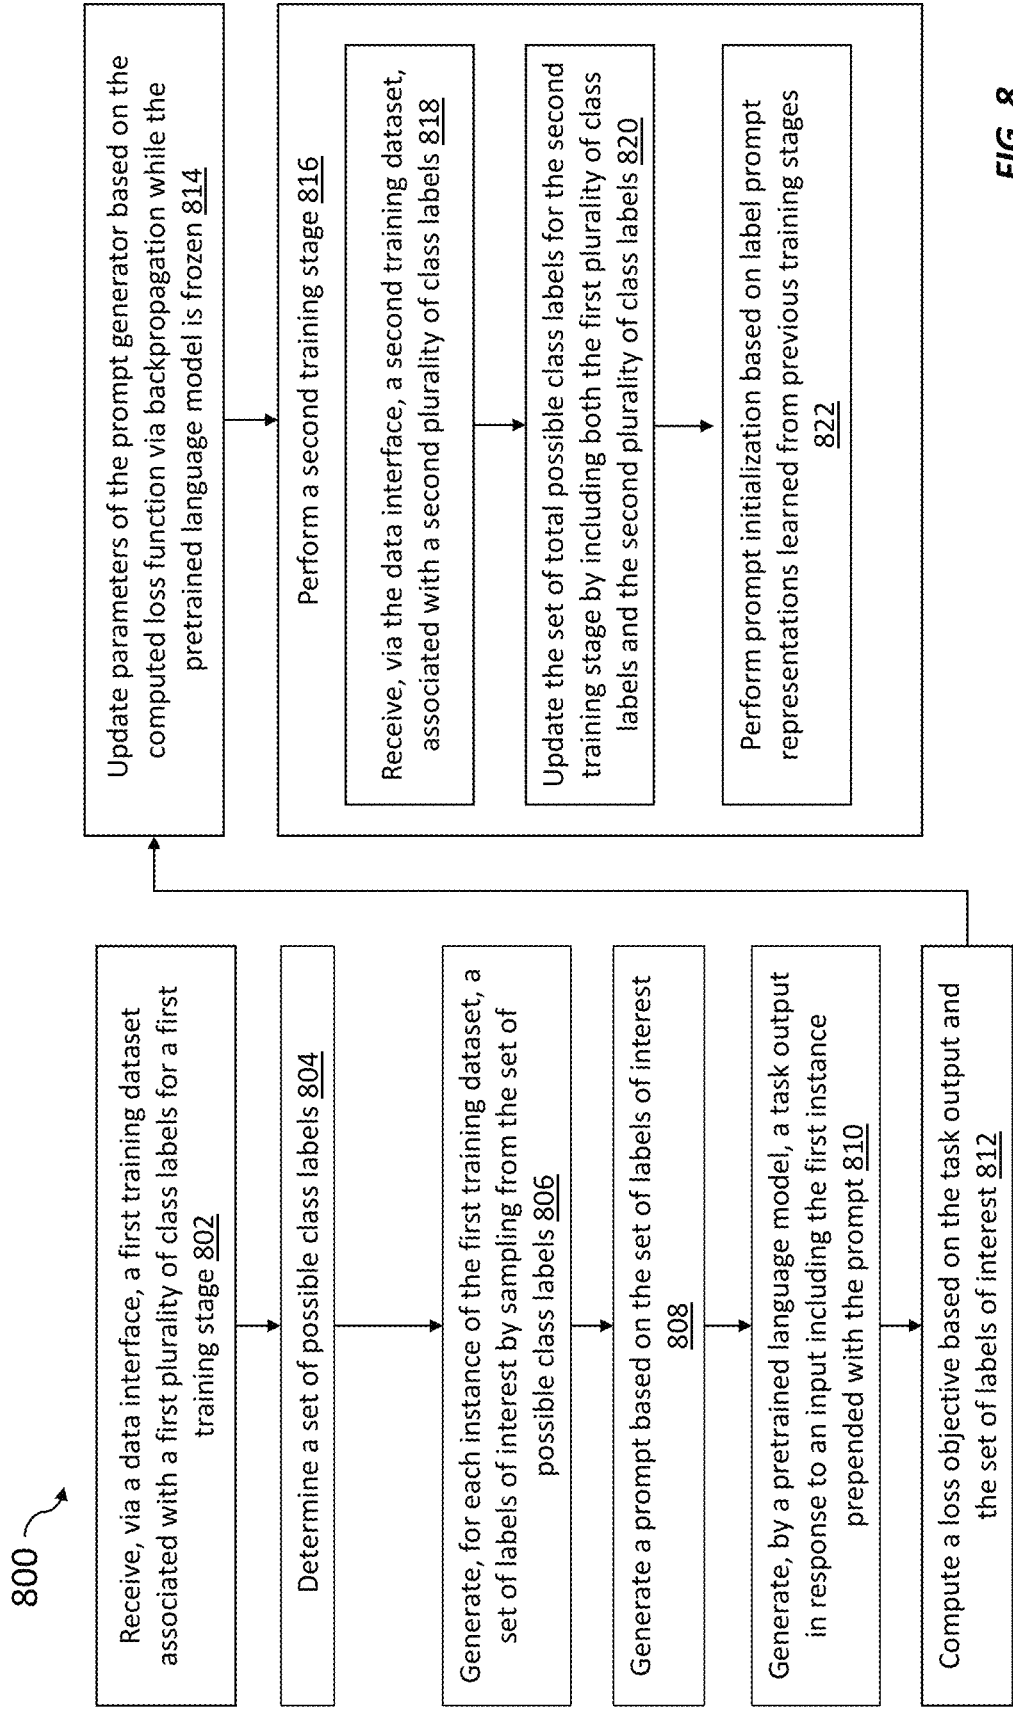 800
Receive, via a data interface, a first training dataset
associated with a first plurality of class labels for a first
training stage 802
Determine a set of possible class labels 804
Generate, for each instance of the first training dataset, a
set of labels of interest by sampling from the set of
possible class labels 806
Generate a prompt based on the set of labels of interest
808
Generate, by a pretrained language model, a task output
in response to an input including the first instance
prepended with the prompt 810
Compute a loss objective based on the task output and
the set of labels of interest 812
Update parameters of the prompt generator based on the
computed loss function via backpropagation while the
pretrained language model is frozen 814
Perform a second training stage 816
Receive, via the data interface, a second training dataset,
associated with a second plurality of class labels 818
Update the set of total possible class labels for the second
training stage by including both the first plurality of class
labels and the second plurality of class labels 820
Perform prompt initialization based on label prompt
representations learned from previous training stages
822
FIG. 8